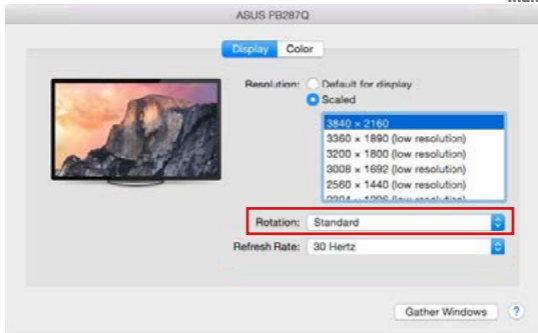 ASUS PB287Q
Display Color
Resolution: Default for display
Scaled
3840 × 2160
3360 × 1890 (low resolution)
3200 × 1800 (low resolution)
3008 × 1692 (low resolution)
2560 × 1440 (low resolution)
Rotation: Standard
Refresh Rate: 30 Hertz
Gather Windows ?